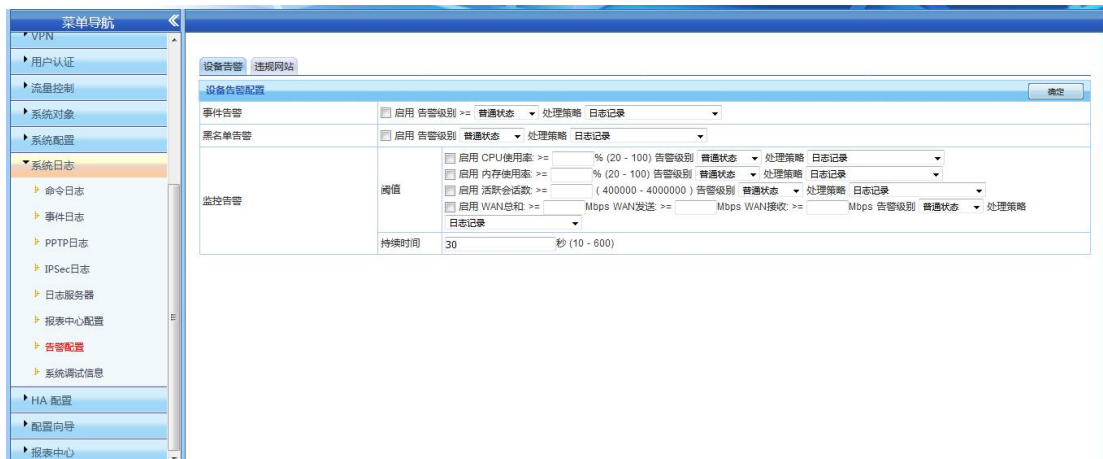 菜单导航
VPN
用户认证
流量控制
系统对象
系统配置
系统日志
命令日志
事件日志
PPTP日志
IPSec日志
日志服务器
报表中心配置
告警配置
系统调试信息
HA 配置
配置向导
报表中心
设备告警 违规网站
设备告警配置 确定
事件告警 启用 告警级别 >= 普通状态 处理策略 日志记录
黑名单告警 启用 告警级别 普通状态 处理策略 日志记录
监控告警
阈值
启用 CPU使用率: >= % (20 - 100) 告警级别 普通状态 处理策略 日志记录
启用 内存使用率: >= % (20 - 100) 告警级别 普通状态 处理策略 日志记录
启用 活跃会话数: >= ( 400000 - 4000000 ) 告警级别 普通状态 处理策略 日志记录
启用 WAN总和: >= Mbps WAN发送: >= Mbps WAN接收: >= Mbps 告警级别 普通状态 处理策略
日志记录
持续时间 30 秒 (10 - 600)